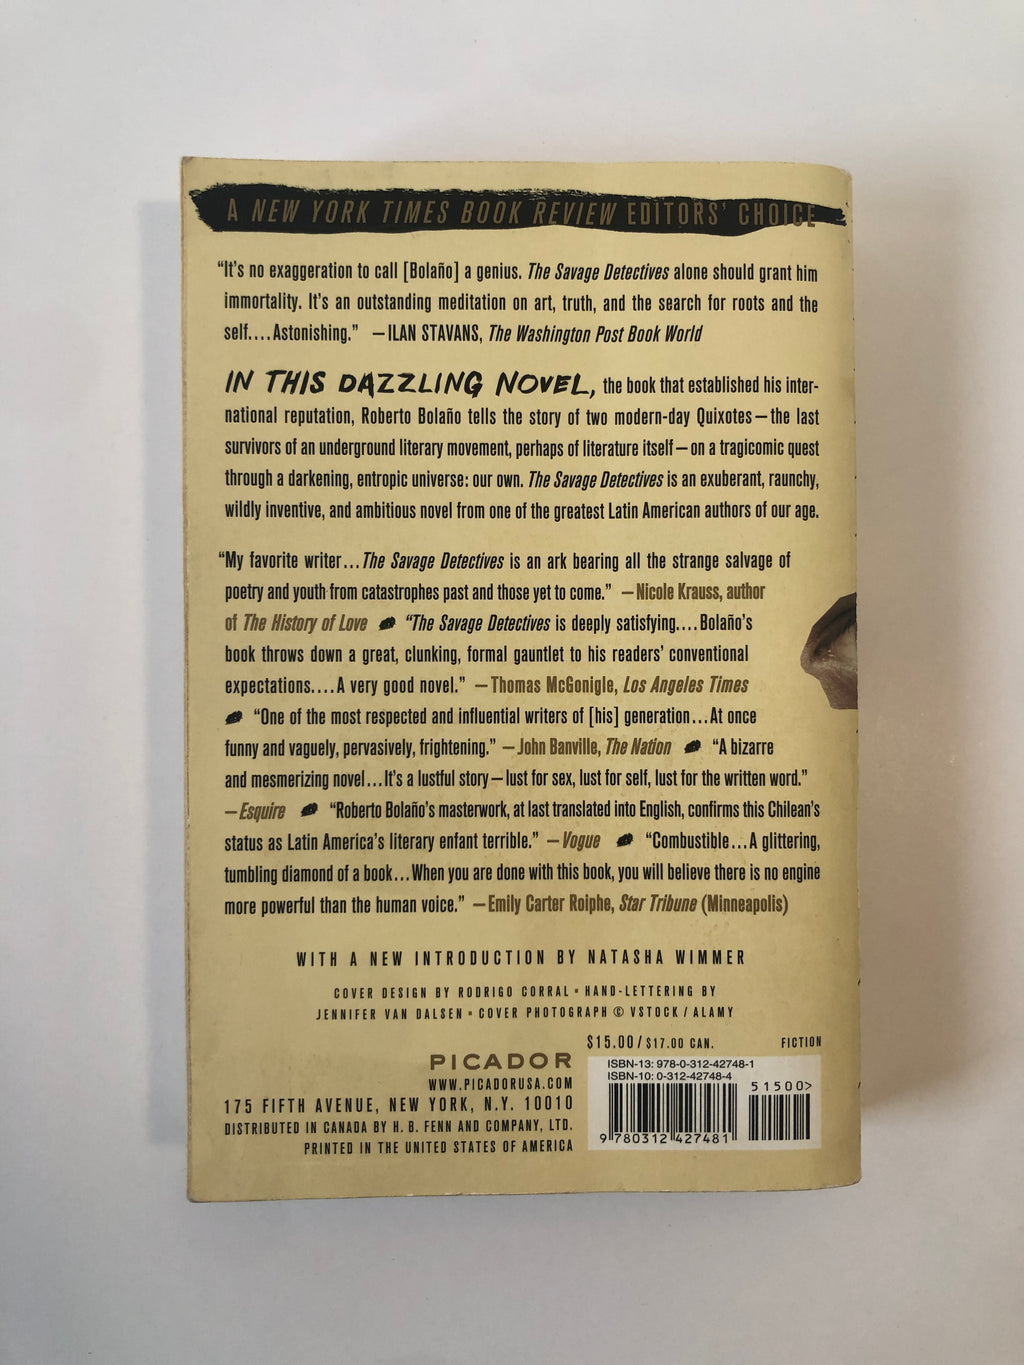 A NEW YORK TIMES BOOK REVIEW EDITORS' CHOICE
“It's no exaggeration to call [Bolaño] a genius. The Savage Detectives alone should grant him
immortality. It's an outstanding meditation on art, truth, and the search for roots and the
self....Astonishing.” —ILAN STAVANS, The Washington Post Book World
IN THIS DAZZLING NOVEL, the book that established his inter-
national reputation, Roberto Bolaño tells the story of two modern-day Quixotes—the last
survivors of an underground literary movement, perhaps of literature itself—on a tragicomic quest
through a darkening, entropic universe: our own. The Savage Detectives is an exuberant, raunchy,
wildly inventive, and ambitious novel from one of the greatest Latin American authors of our age.
“My favorite writer...The Savage Detectives is an ark bearing all the strange salvage of
poetry and youth from catastrophes past and those yet to come.” —Nicole Krauss, author
of The History of Love “The Savage Detectives is deeply satisfying....Bolaño's
book throws down a great, clunking, formal gauntlet to his readers' conventional
expectations....A very good novel.” —Thomas McGonigle, Los Angeles Times
“One of the most respected and influential writers of [his] generation...At once
funny and vaguely, pervasively, frightening.” —John Banville, The Nation “A bizarre
and mesmerizing novel...It's a lustful story—lust for sex, lust for self, lust for the written word.”
—Esquire “Roberto Bolaño's masterwork, at last translated into English, confirms this Chilean's
status as Latin America's literary enfant terrible.” —Vogue “Combustible...A glittering,
tumbling diamond of a book...When you are done with this book, you will believe there is no engine
more powerful than the human voice.” —Emily Carter Roiphe, Star Tribune (Minneapolis)
WITH A NEW INTRODUCTION BY NATASHA WIMMER
COVER DESIGN BY RODRIGO CORRAL ▪ HAND-LETTERING BY
JENNIFER VAN DALSEN ▪ COVER PHOTOGRAPH © VSTOCK / ALAMY
$15.00/$17.00 CAN. FICTION
PICADOR
WWW.PICADORUSA.COM
175 FIFTH AVENUE, NEW YORK, N.Y. 10010
DISTRIBUTED IN CANADA BY H. B. FENN AND COMPANY, LTD.
PRINTED IN THE UNITED STATES OF AMERICA
ISBN-13: 978-0-312-42748-1
ISBN-10: 0-312-42748-4
51500>
9 780312 427481